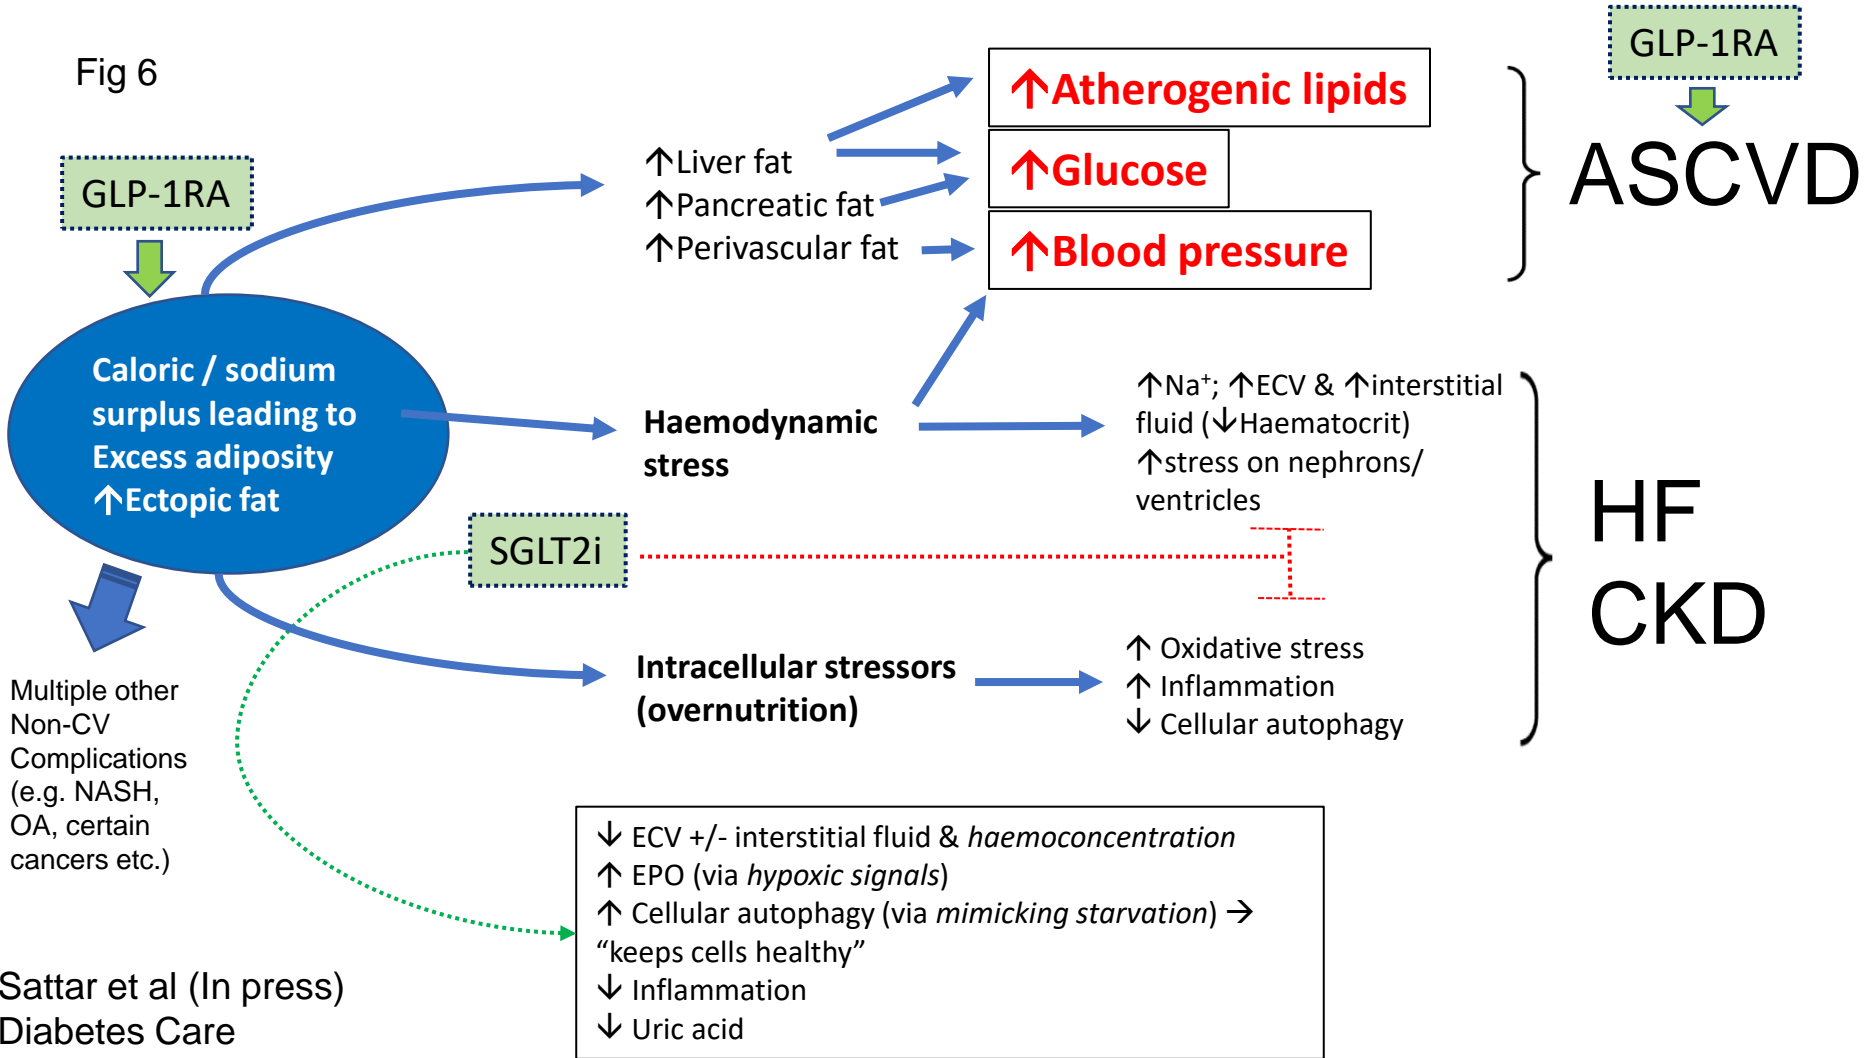 Fig 6
GLP-1RA
Caloric / sodium
surplus leading to
Excess adiposity
↑Ectopic fat
Multiple other
Non-CV
Complications
(e.g. NASH,
OA, certain
cancers etc.)
↑Liver fat
↑Pancreatic fat
↑Perivascular fat
↑Atherogenic lipids
↑Glucose
↑Blood pressure
GLP-1RA
ASCVD
Haemodynamic
stress
↑Na⁺; ↑ECV & ↑interstitial
fluid (↓Haematocrit)
↑stress on nephrons/
ventricles
SGLT2i
HF
CKD
Intracellular stressors
(overnutrition)
↑ Oxidative stress
↑ Inflammation
↓ Cellular autophagy
↓ ECV +/- interstitial fluid & haemoconcentration
↑ EPO (via hypoxic signals)
↑ Cellular autophagy (via mimicking starvation) →
“keeps cells healthy”
↓ Inflammation
↓ Uric acid
Sattar et al (In press)
Diabetes Care